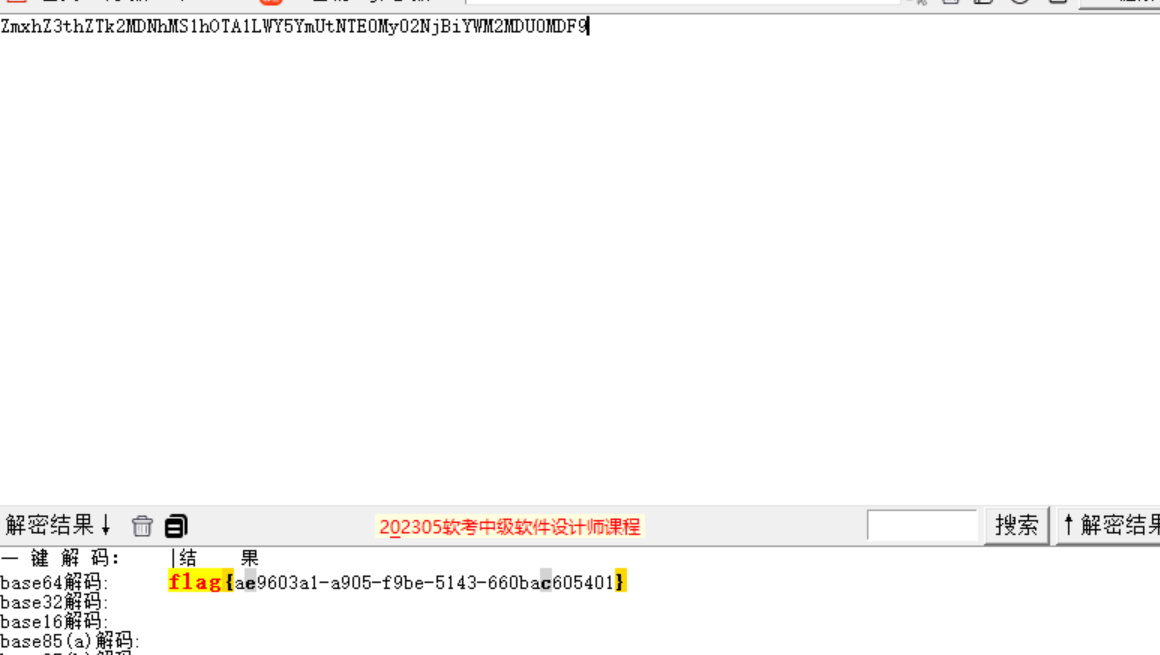 ZmxhZ3thZTk2MDNhMS1hOTA1LWY5YmUtNTE0My02NjBiYWM2MDU0MDF9
解密结果↓ 202305软考中级软件设计师课程 搜索 ↑解密结果
一 键 解 码: |结 果
base64解码: flag{ae9603a1-a905-f9be-5143-660bac605401}
base32解码:
base16解码:
base85(a)解码: